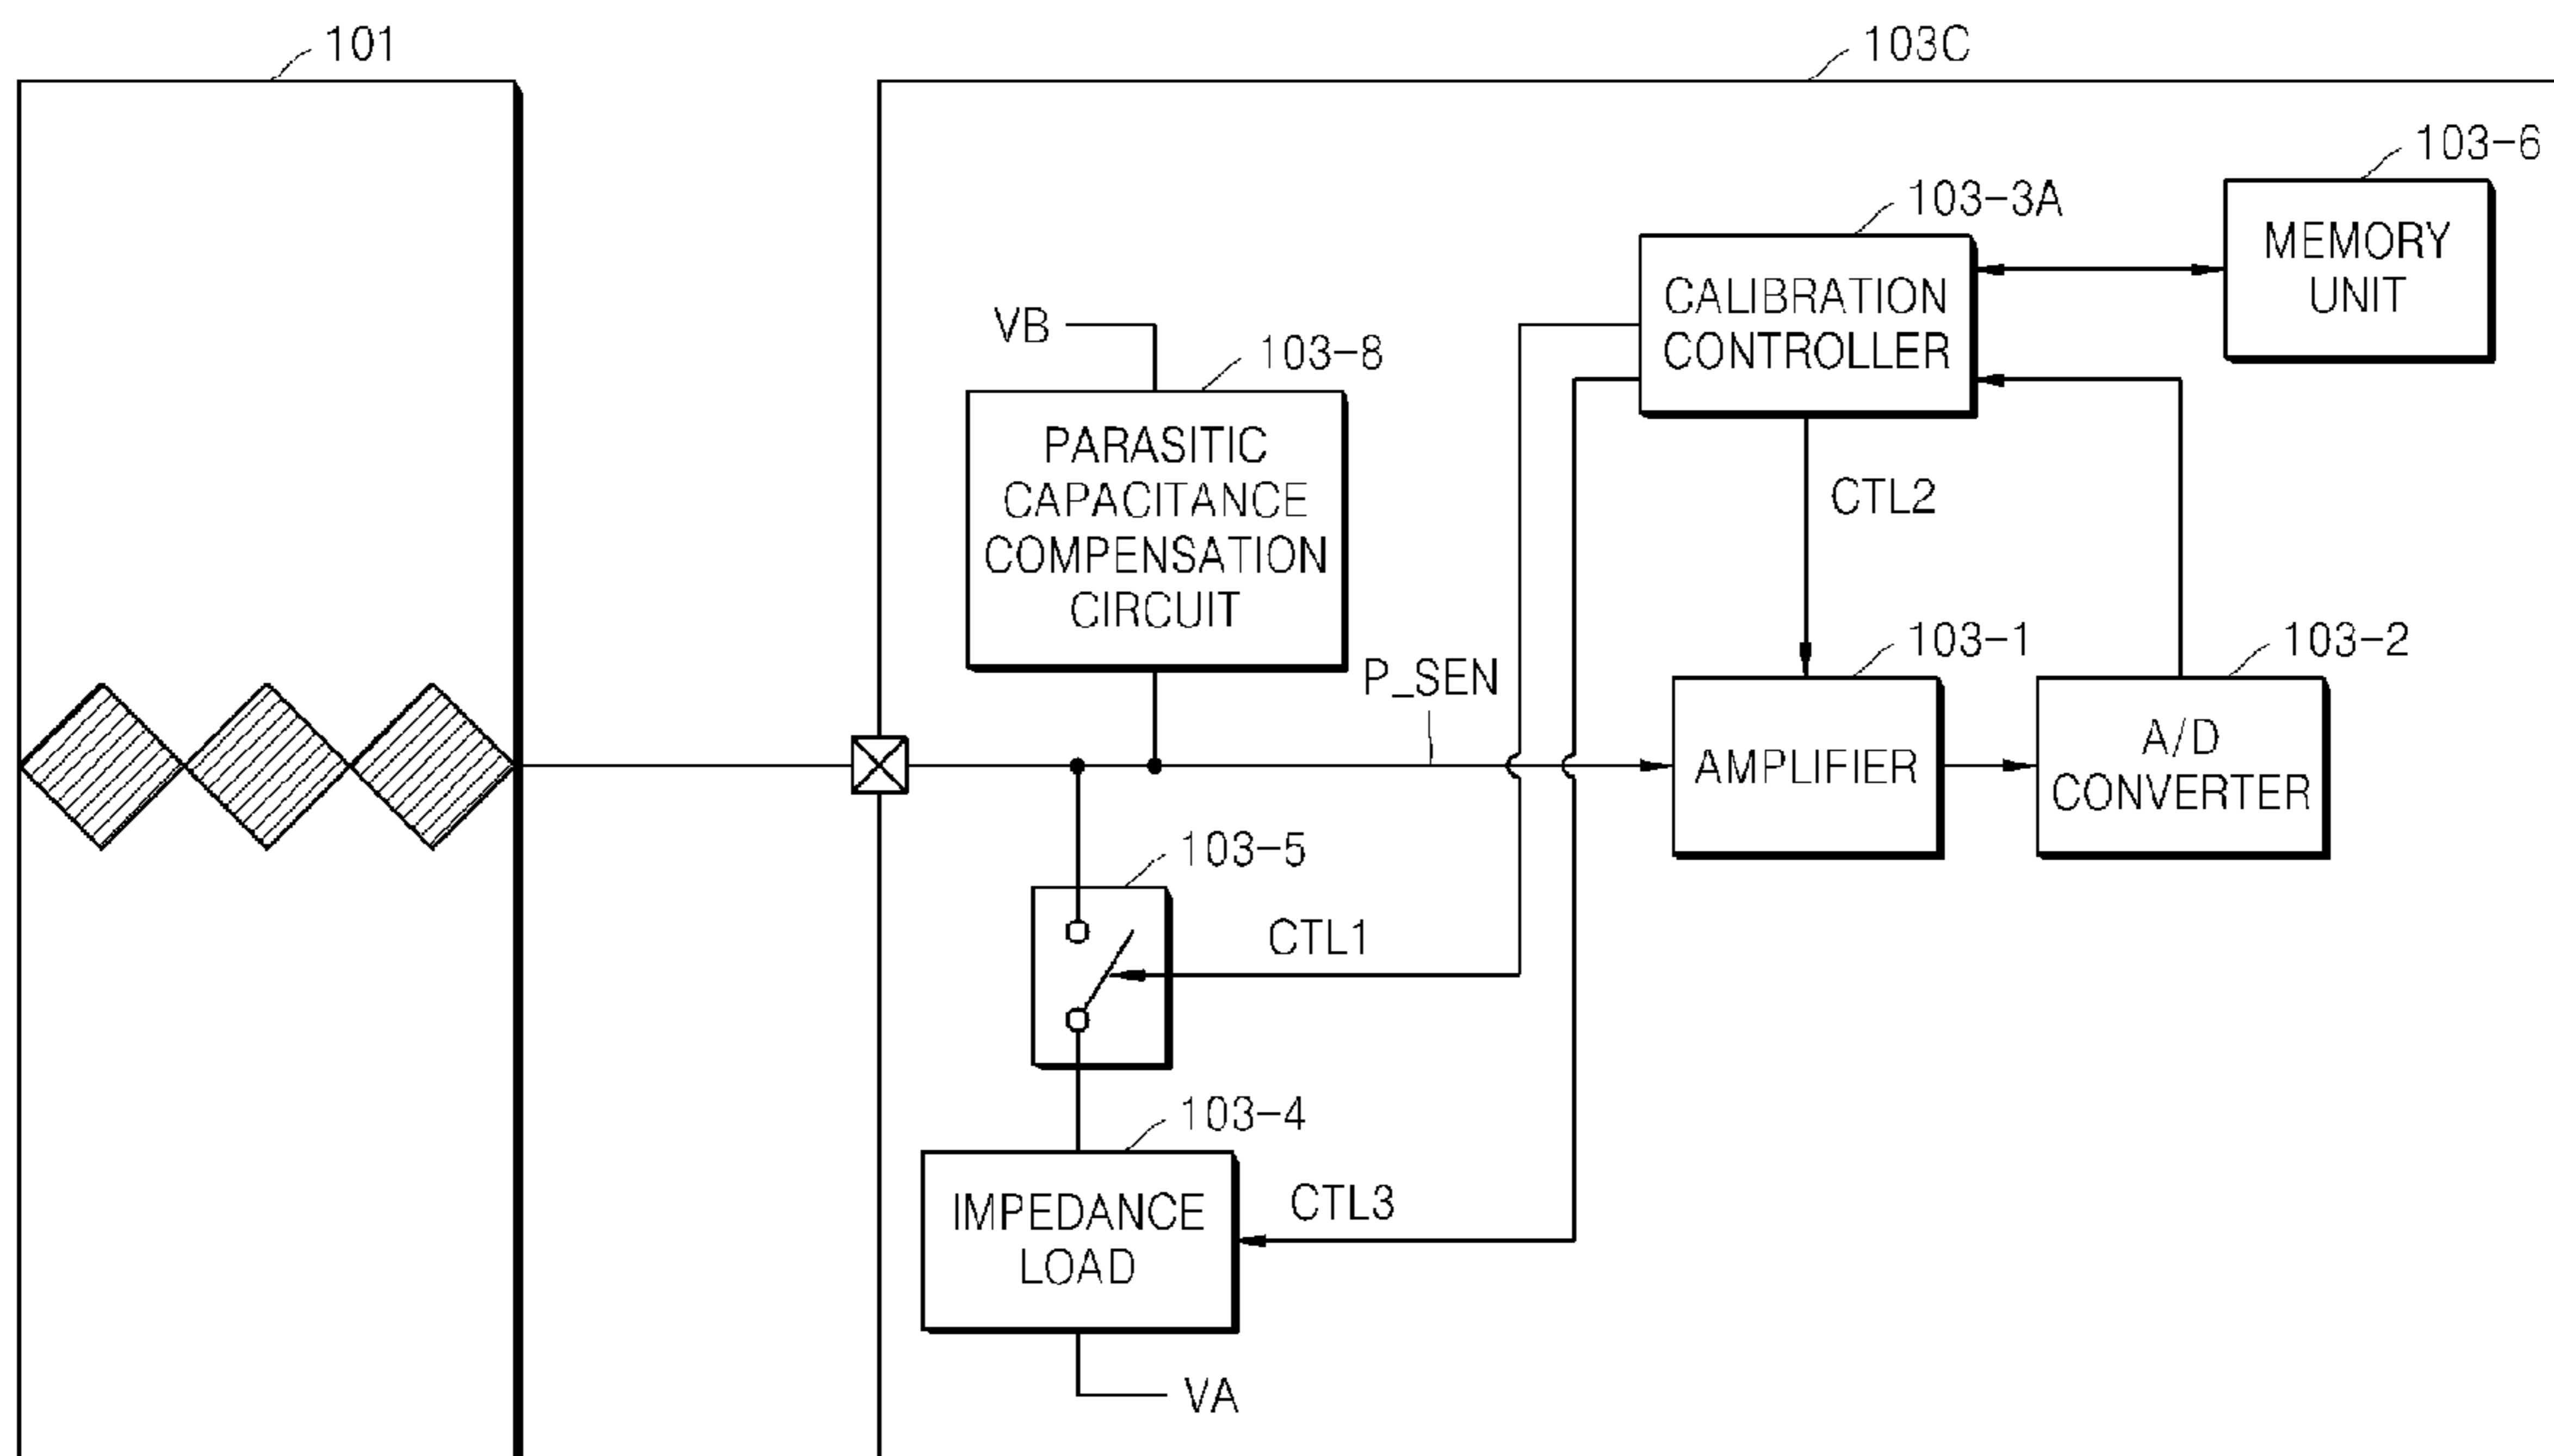 101
103C
103-6
MEMORY
UNIT
103-3A
CALIBRATION
CONTROLLER
VB
103-8
PARASITIC
CAPACITANCE
COMPENSATION
CIRCUIT
CTL2
P_SEN
103-1
AMPLIFIER
103-2
A/D
CONVERTER
103-5
CTL1
103-4
IMPEDANCE
LOAD
CTL3
VA